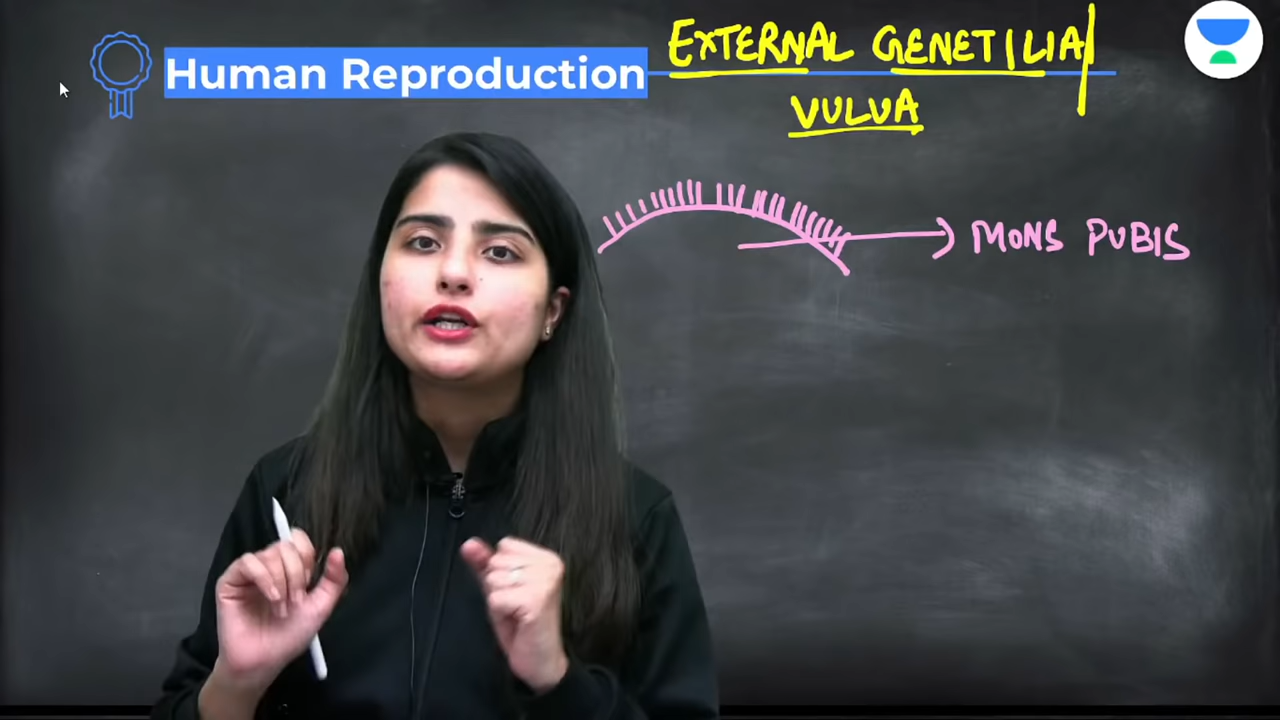 Human Reproduction
EXTERNAL GENETILIA/
VULVA
MONS PUBIS